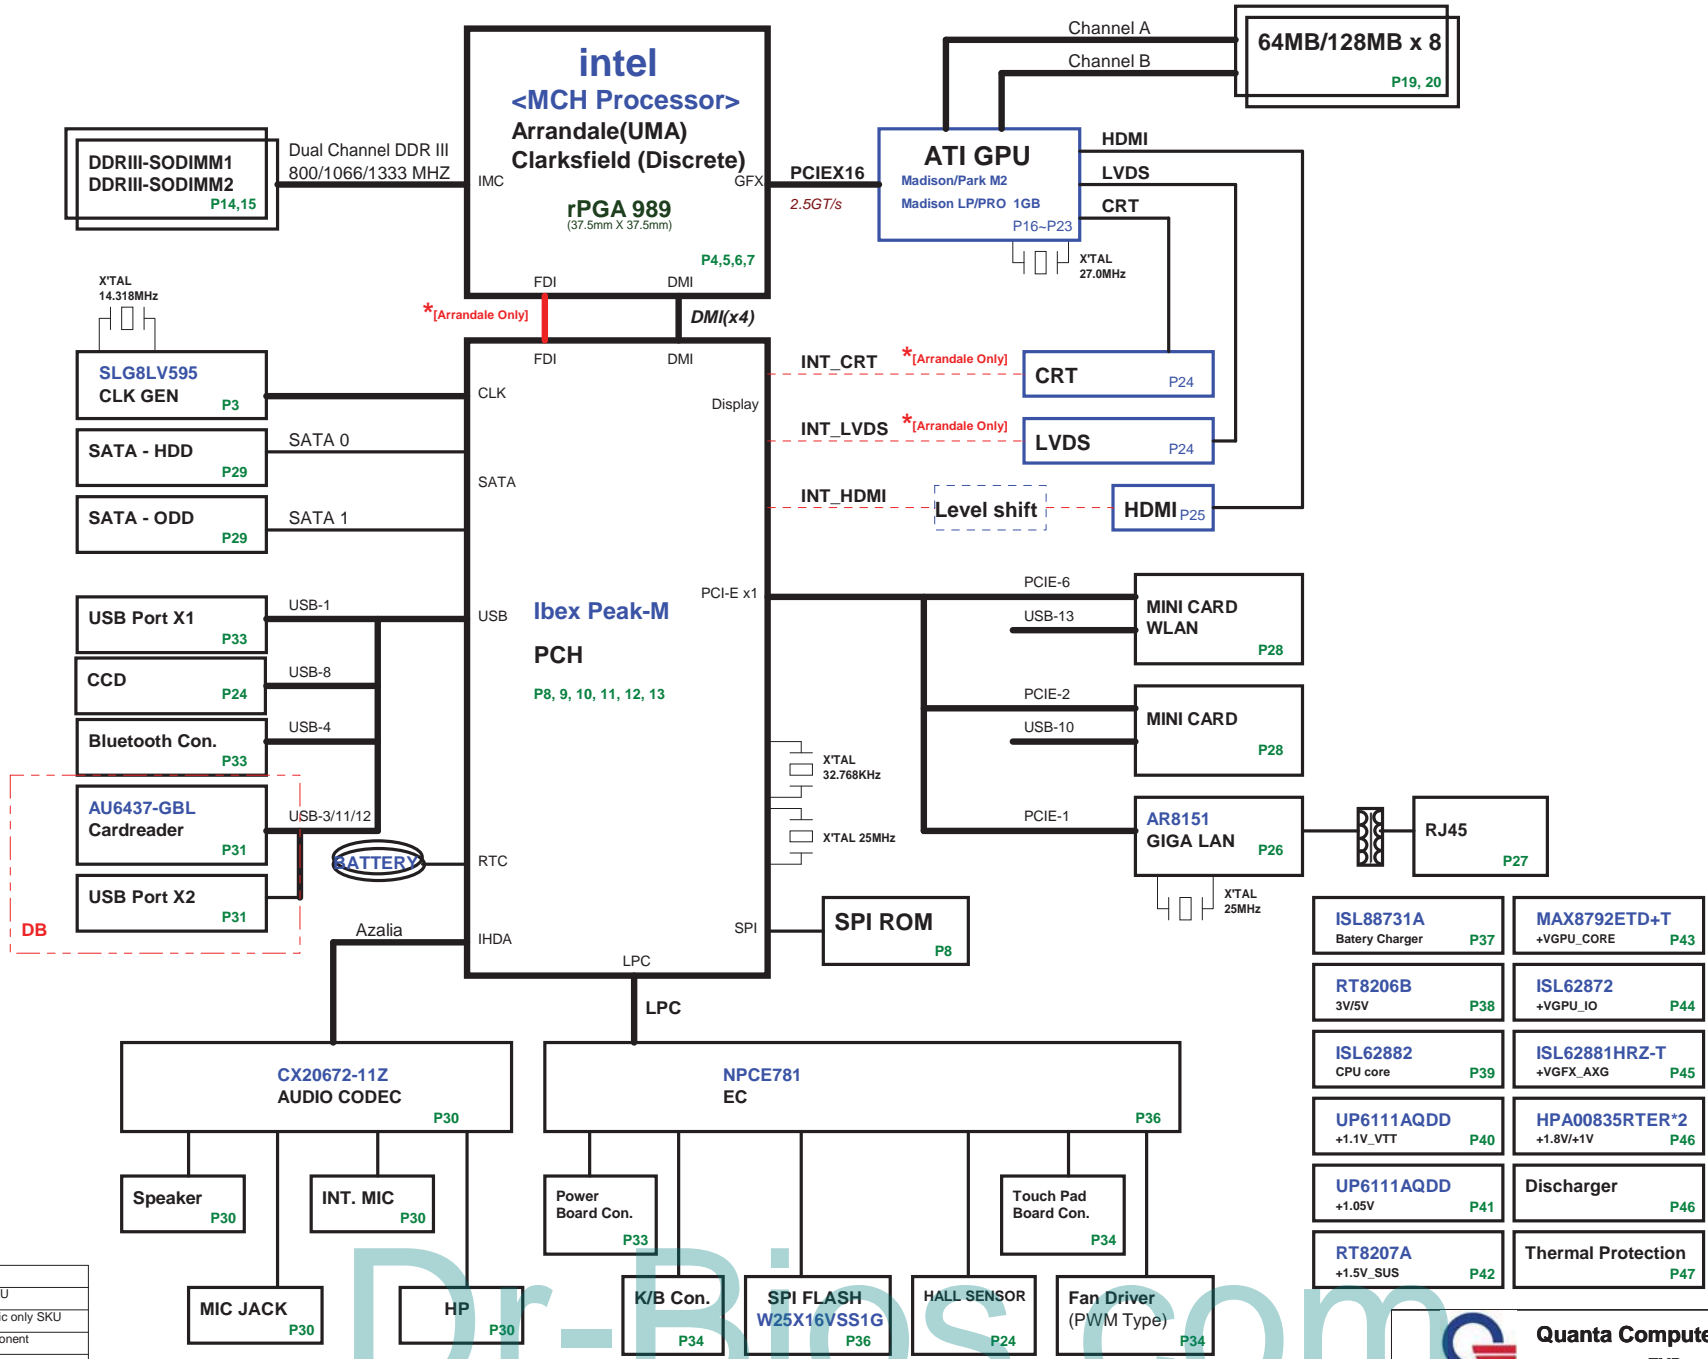 intel
<MCH Processor>
Arrandale(UMA)
Clarksfield (Discrete)
IMC
GFX
rPGA 989
(37.5mm X 37.5mm)
P4,5,6,7
FDI
DMI
Channel A
Channel B
64MB/128MB x 8
P19, 20
DDRIII-SODIMM1
DDRIII-SODIMM2
P14,15
Dual Channel DDR III
800/1066/1333 MHZ
PCIEX16
2.5GT/s
ATI GPU
Madison/Park M2
Madison LP/PRO 1GB
P16~P23
HDMI
LVDS
CRT
X'TAL
27.0MHz
X'TAL
14.318MHz
*[Arrandale Only]
DMI(x4)
SLG8LV595
CLK GEN
P3
SATA - HDD
P29
SATA 0
SATA - ODD
P29
SATA 1
FDI
DMI
CLK
Display
SATA
INT_CRT
*[Arrandale Only]
CRT
P24
INT_LVDS
*[Arrandale Only]
LVDS
P24
INT_HDMI
Level shift
HDMI
P25
USB Port X1
P33
USB-1
USB
CCD
P24
USB-8
Bluetooth Con.
P33
USB-4
AU6437-GBL
Cardreader
P31
USB-3/11/12
USB Port X2
P31
DB
Ibex Peak-M
PCH
P8, 9, 10, 11, 12, 13
PCI-E x1
PCIE-6
USB-13
MINI CARD
WLAN
P28
PCIE-2
USB-10
MINI CARD
P28
X'TAL
32.768KHz
X'TAL 25MHz
PCIE-1
AR8151
GIGA LAN
P26
RJ45
P27
X'TAL
25MHz
BATTERY
RTC
Azalia
IHDA
SPI
SPI ROM
P8
LPC
LPC
CX20672-11Z
AUDIO CODEC
P30
NPCE781
EC
P36
Speaker
P30
INT. MIC
P30
MIC JACK
P30
HP
P30
Power
Board Con.
P33
Touch Pad
Board Con.
P34
K/B Con.
P34
SPI FLASH
W25X16VSS1G
P36
HALL SENSOR
P24
Fan Driver
(PWM Type)
P34
ISL88731A
Batery Charger
P37
MAX8792ETD+T
+VGPU_CORE
P43
RT8206B
3V/5V
P38
ISL62872
+VGPU_IO
P44
ISL62882
CPU core
P39
ISL62881HRZ-T
+VGFX_AXG
P45
UP6111AQDD
+1.1V_VTT
P40
HPA00835RTER*2
+1.8V/+1V
P46
UP6111AQDD
+1.05V
P41
Discharger
P46
RT8207A
+1.5V_SUS
P42
Thermal Protection
P47
U
ic only SKU
onent
Dr-Bios.com
Quanta Compute